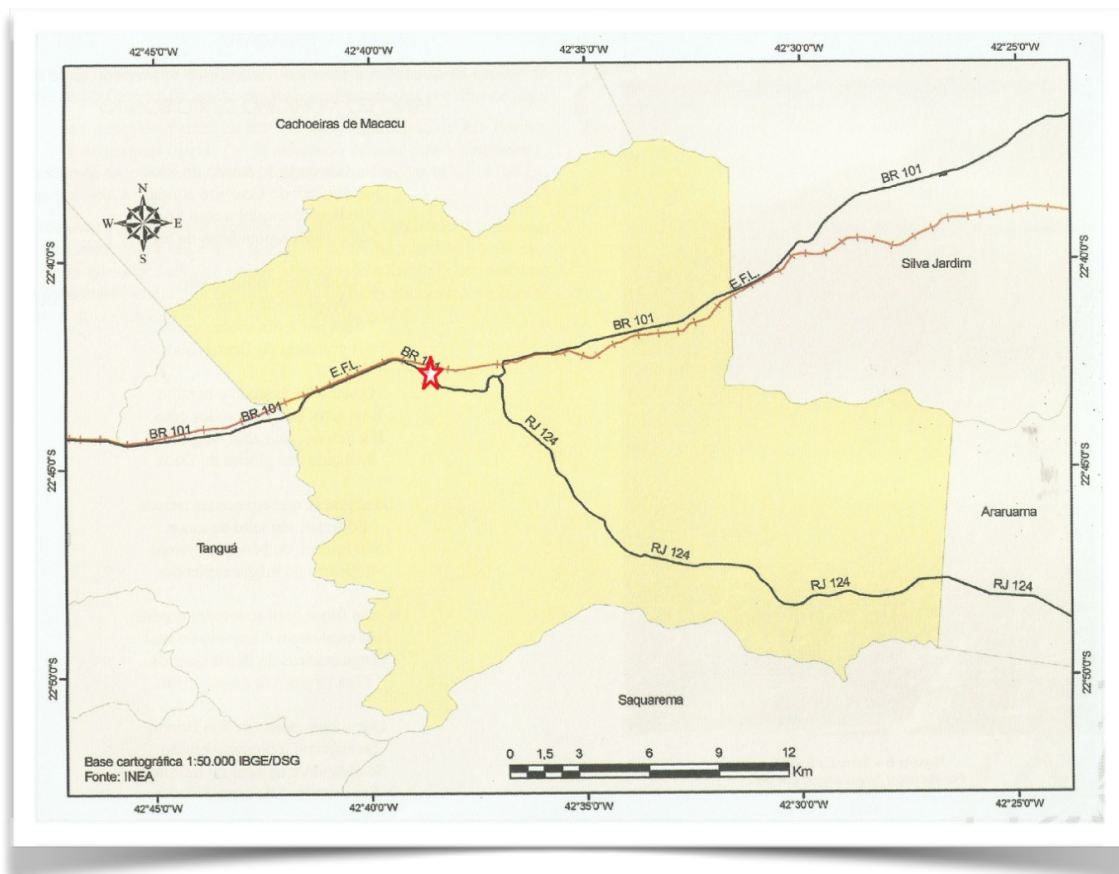 42°45'0"W
42°40'0"W
42°35'0"W
42°30'0"W
42°25'0"W
Cachoeiras de Macacu
N
W
E
S
BR 101
22°40'0"S
22°40'0"S
Silva Jardim
E.F.L.
BR 101
BR
E.F.L.
BR 101
BR 101
RJ 124
22°45'0"S
22°45'0"S
Araruama
Tanguá
RJ 124
RJ 124
RJ 124
22°50'0"S
22°50'0"S
Saquarema
Base cartográfica 1:50.000 IBGE/DSG
Fonte: INEA
0 1,5 3 6 9 12
Km
42°45'0"W
42°40'0"W
42°35'0"W
42°30'0"W
42°25'0"W